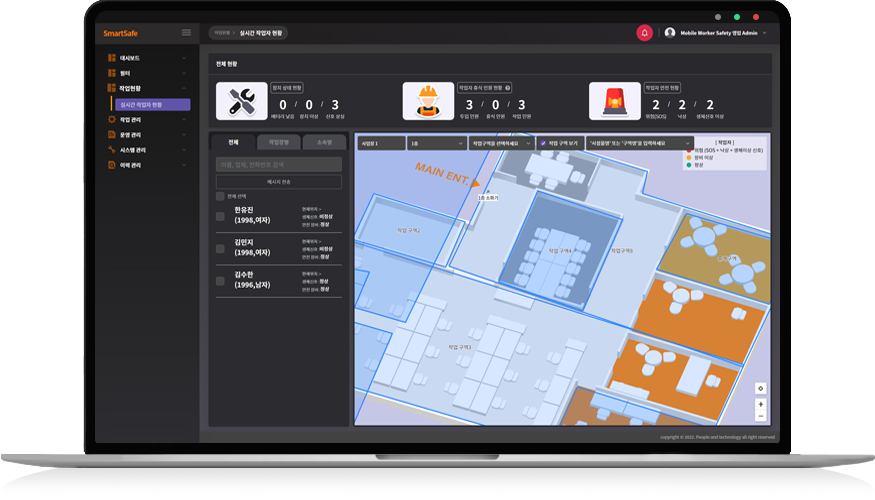 SmartSafe
작업현황 > 실시간 작업자 현황
Mobile Worker Safety 영업 Admin
대시보드
필터
작업현황
실시간 작업자 현황
작업 관리
운영 관리
시스템 관리
이력 관리
전체 현황
장치 상태 현황
0 / 0 / 3
배터리 낮음 장치 이상 신호 상실
작업자 휴식 인원 현황
3 / 0 / 3
투입 인원 휴식 인원 작업 인원
작업자 안전 현황
2 / 2 / 2
위험(SOS) 낙상 생체신호 이상
전체 작업장별 소속별
이름, 업체, 전화번호 검색
메시지 전송
전체 선택
한유진
(1998,여자)
현재위치 >
생체신호 비정상
안전 장비 정상
김민지
(1998,여자)
현재위치 >
생체신호 비정상
안전 장비 정상
김수한
(1996,남자)
현재위치 >
생체신호 정상
안전 장비 정상
사업장 1
1층
작업구역을 선택하세요
작업 구역 보기
'시설물명' 또는 '구역명'을 입력하세요
[ 작업자 ]
위험 (SOS + 낙상 + 생체이상 신호)
장비 이상
정상
MAIN ENT.
1층 소화기
작업 구역2
작업 구역4
작업구역5
작업 구역3
copyright © 2022. People and technology all right reserved